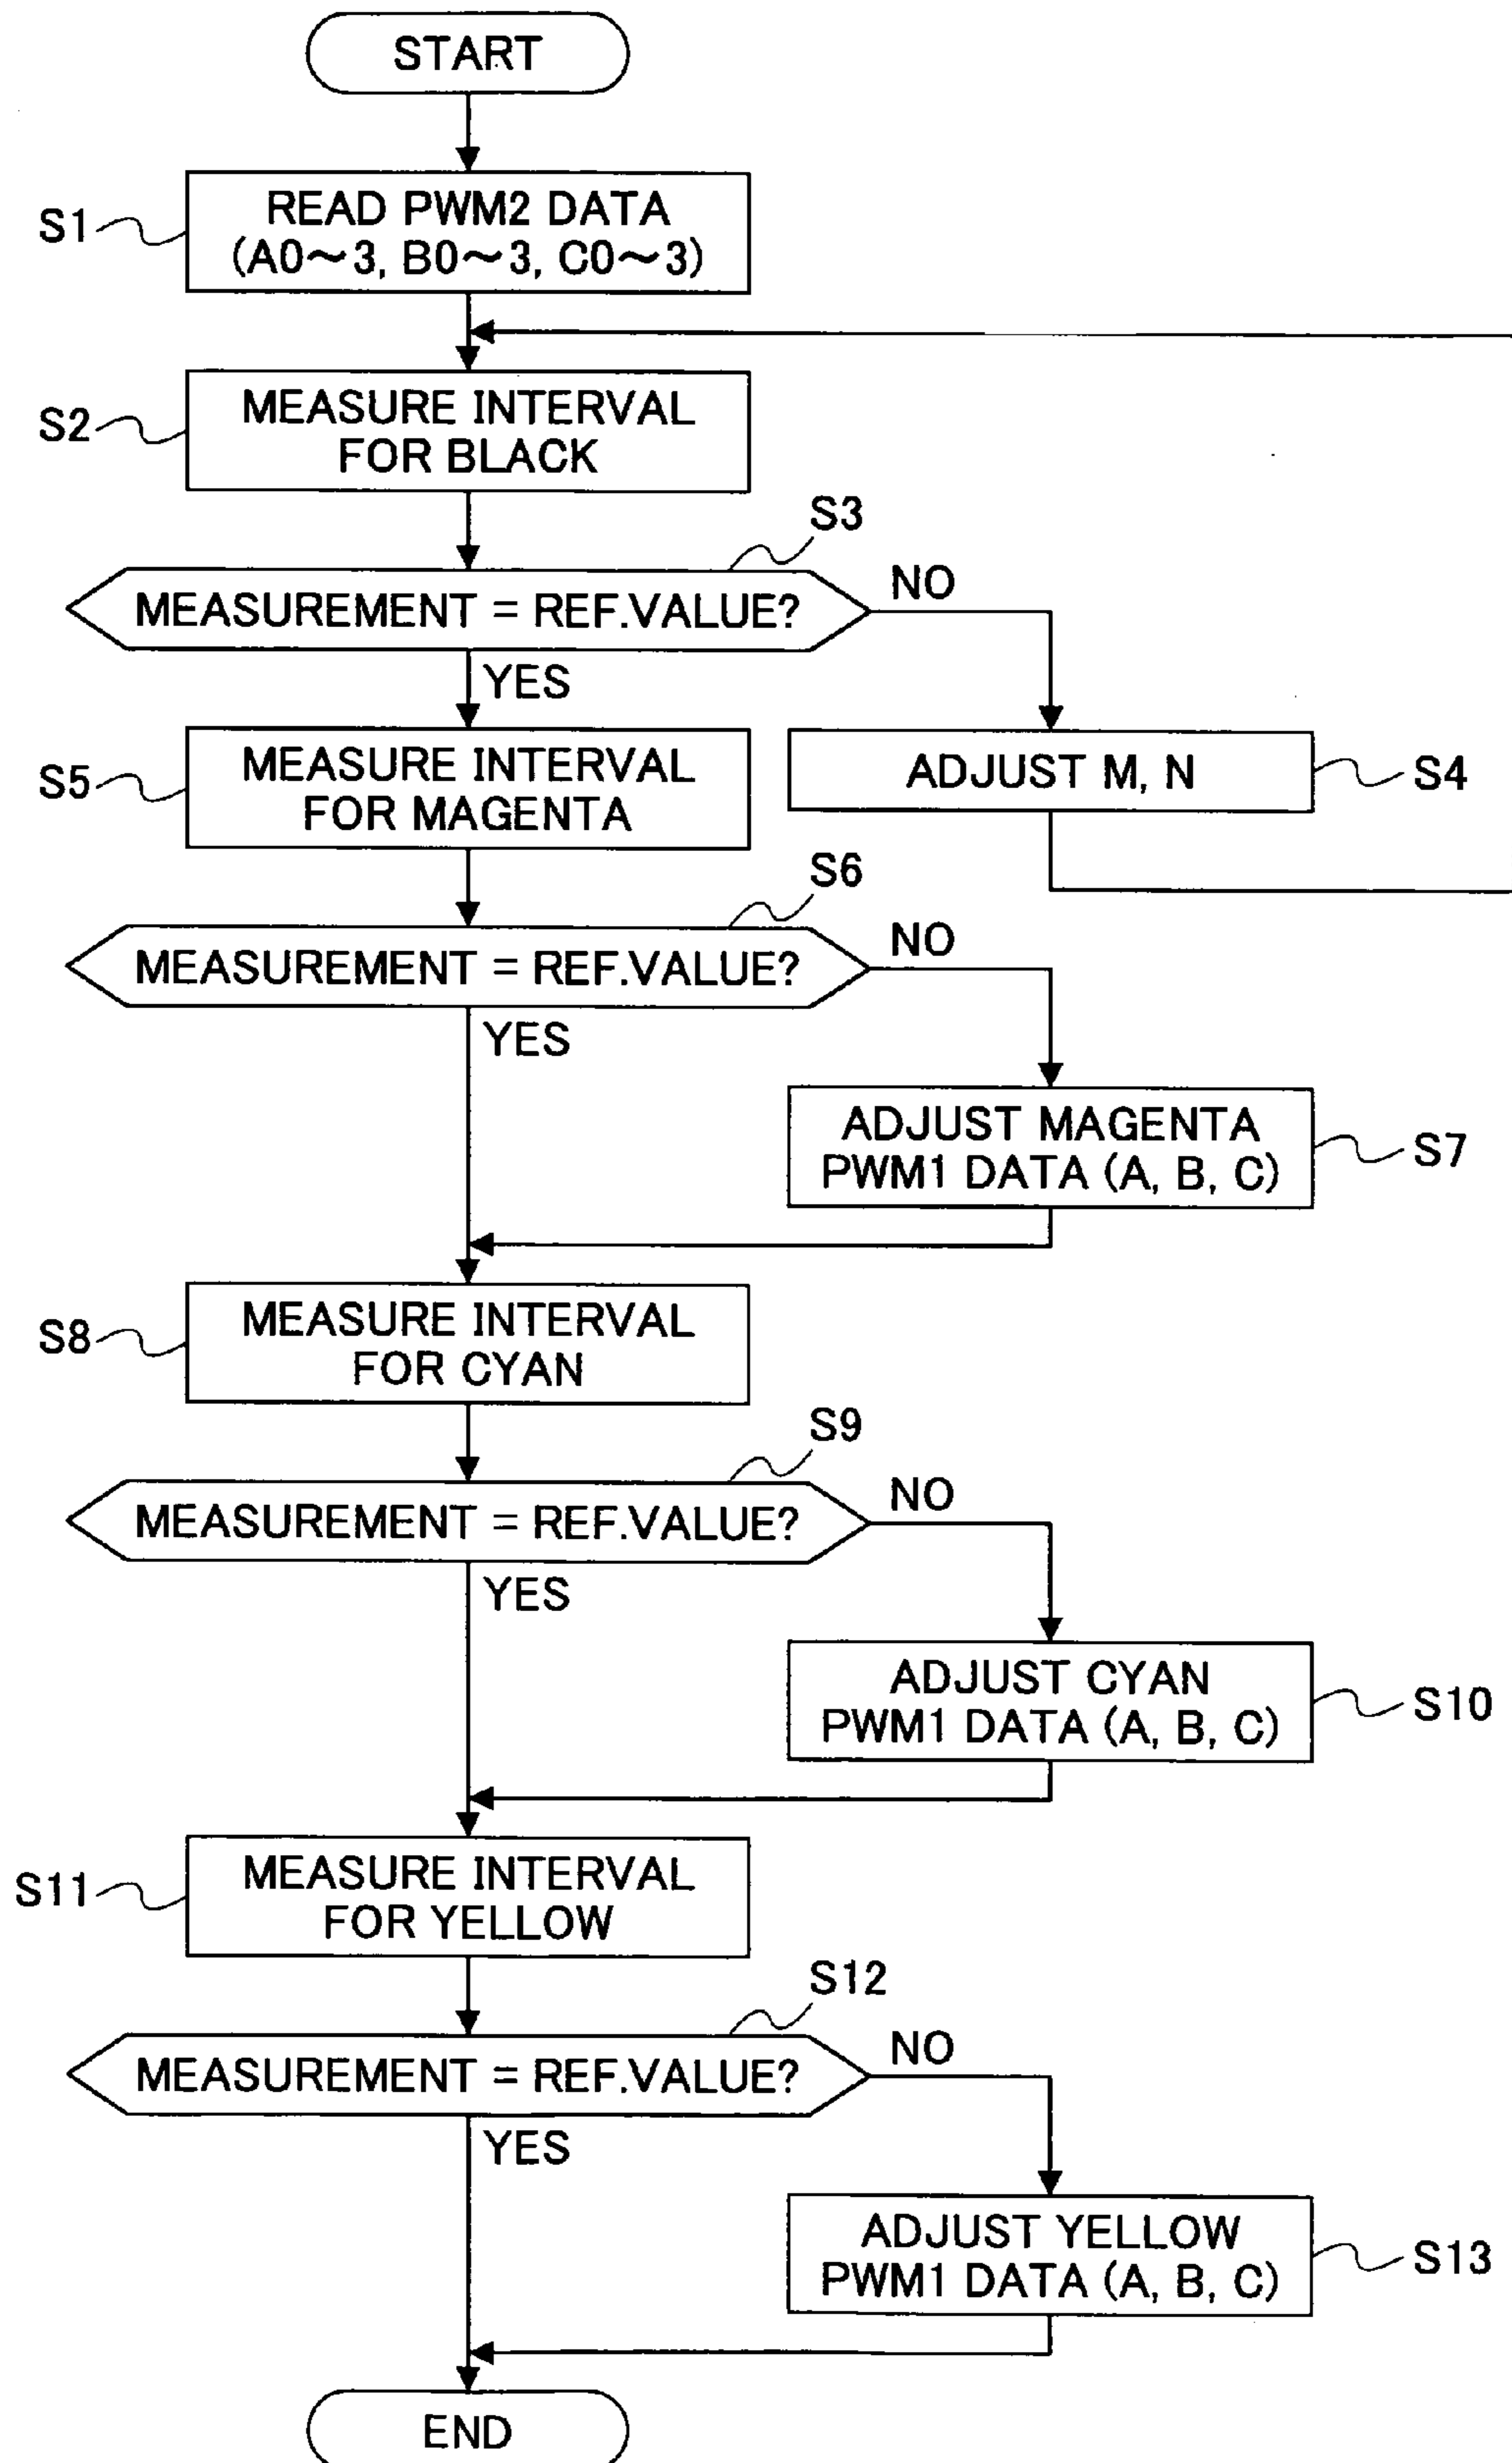 START
S1
READ PWM2 DATA
(A0～3, B0～3, C0～3)
S2
MEASURE INTERVAL
FOR BLACK
S3
MEASUREMENT = REF.VALUE?
NO
YES
S5
MEASURE INTERVAL
FOR MAGENTA
ADJUST M, N
S4
S6
MEASUREMENT = REF.VALUE?
NO
YES
ADJUST MAGENTA
PWM1 DATA (A, B, C)
S7
S8
MEASURE INTERVAL
FOR CYAN
S9
MEASUREMENT = REF.VALUE?
NO
YES
ADJUST CYAN
PWM1 DATA (A, B, C)
S10
S11
MEASURE INTERVAL
FOR YELLOW
S12
MEASUREMENT = REF.VALUE?
NO
YES
ADJUST YELLOW
PWM1 DATA (A, B, C)
S13
END